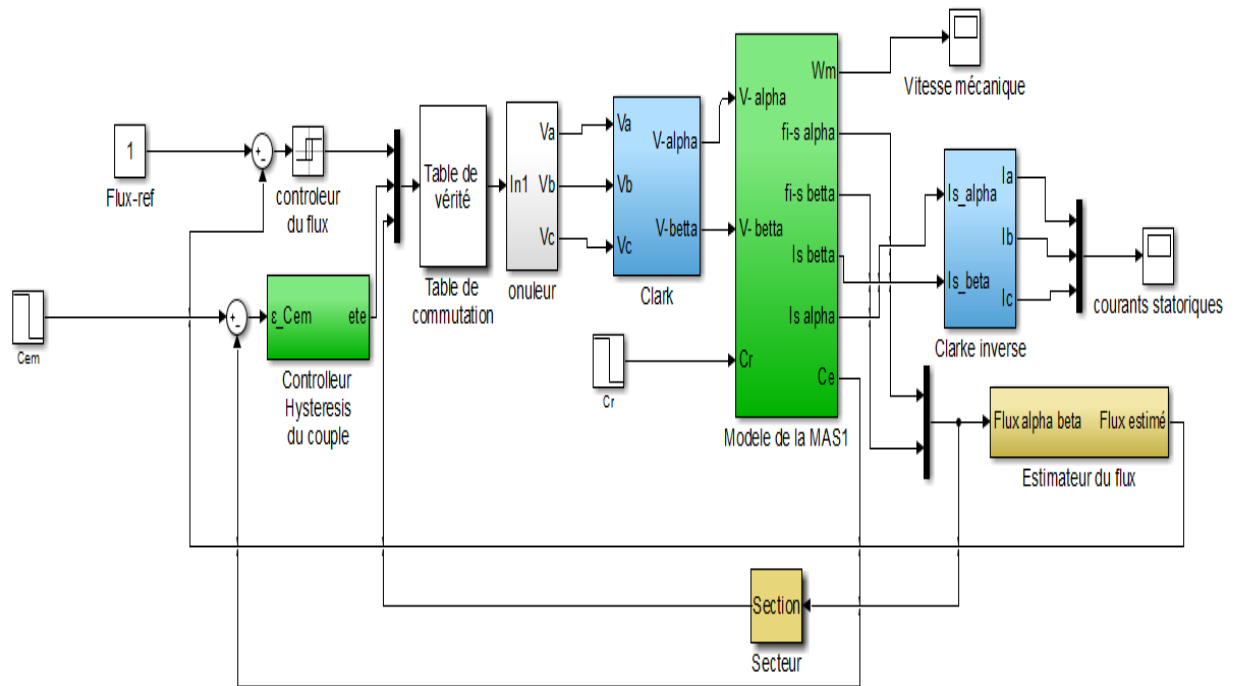 Wm
Vitesse mécanique
V- alpha
fi-s alpha
fi-s betta
V- betta
Is betta
Is alpha
Cr
Ce
Modele de la MAS1
1
Flux-ref
+
-
controleur
du flux
Table de
vérité
Table de
commutation
In1
Va
Vb
Vc
onuleur
Va
Vb
Vc
V-alpha
V-betta
Clark
Is_alpha
Is_beta
Ia
Ib
Ic
Clarke inverse
courants statoriques
Cem
+
-
ε_Cem
ete
Controlleur
Hysteresis
du couple
Cr
Flux alpha beta
Flux estimé
Estimateur du flux
Section
Secteur